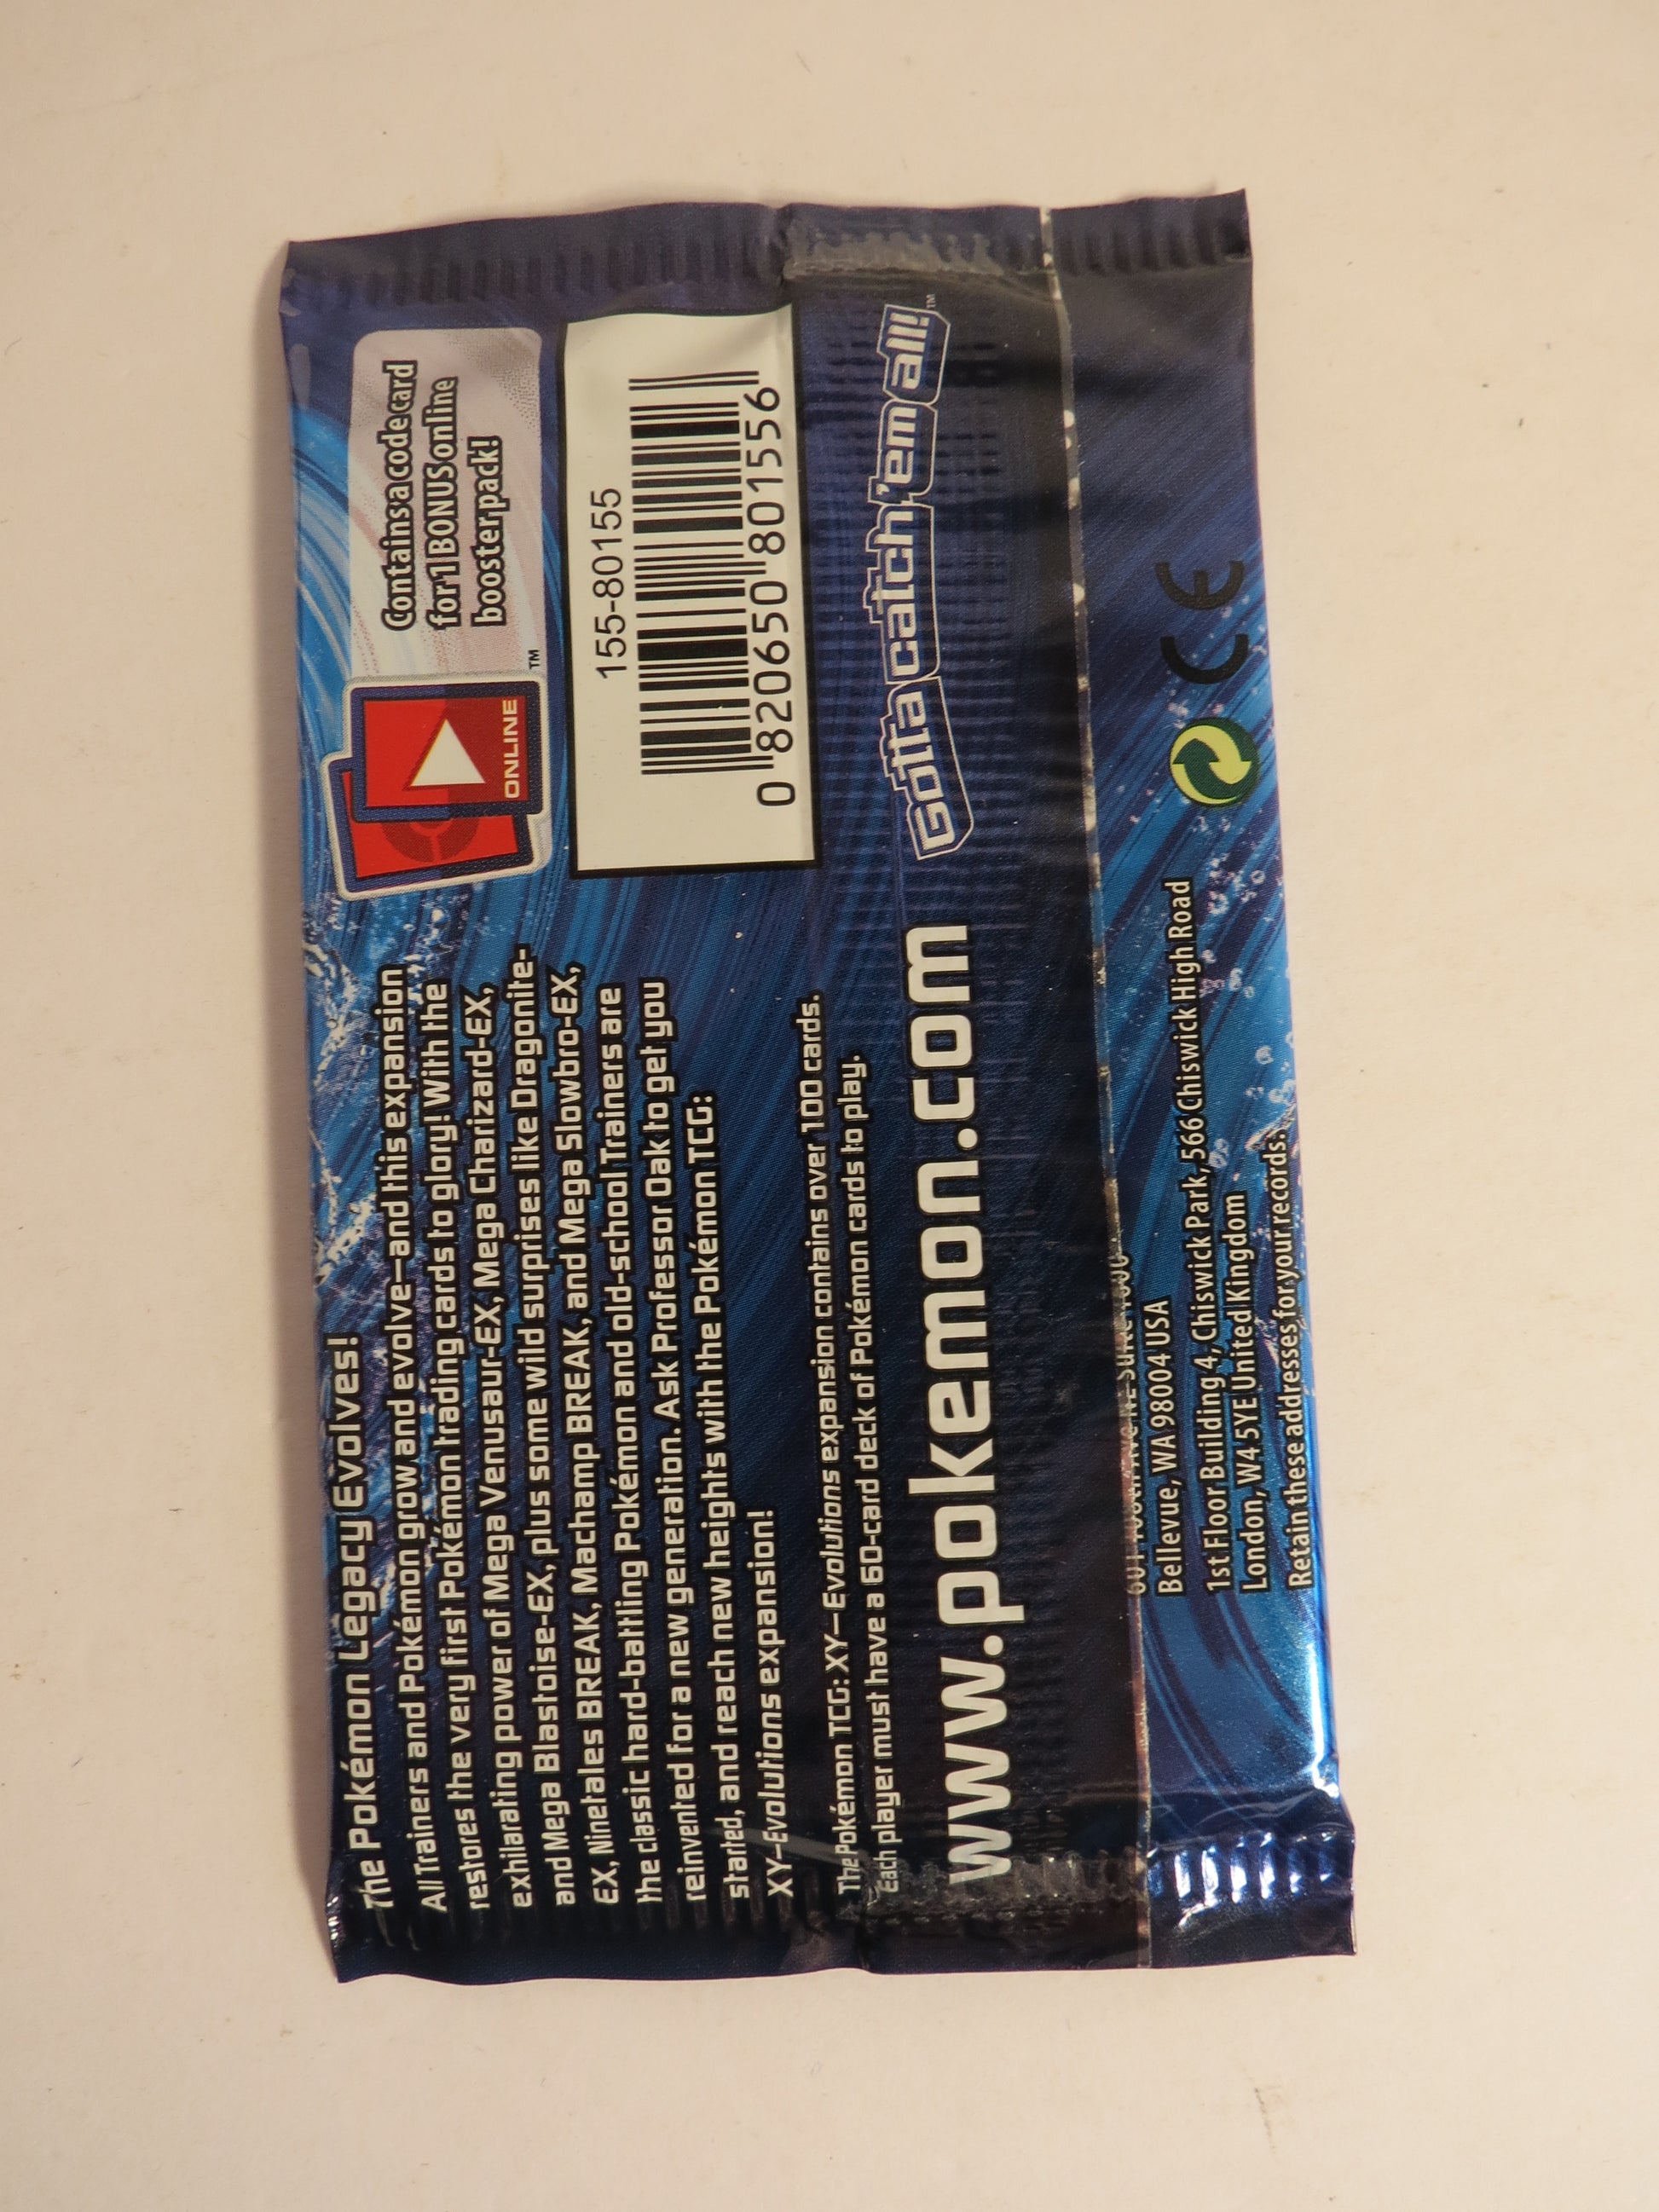 The Pokémon Legacy Evolves!
All Trainers and Pokémon grow and evolve—and this expansion
restores the very first Pokémon trading cards to glory! With the
exhilarating power of Mega Venusaur-EX, Mega Charizard-EX,
and Mega Blastoise-EX, plus some wild surprises like Dragonite-
EX, Ninetales BREAK, Machamp BREAK, and Mega Slowbro-EX,
the classic hard-battling Pokémon and old-school Trainers are
reinvented for a new generation. Ask Professor Oak to get you
started, and reach new heights with the Pokémon TCG:
XY—Evolutions expansion!
The Pokémon TCG: XY—Evolutions expansion contains over 100 cards.
Each player must have a 60-card deck of Pokémon cards to play.
www.pokemon.com
ONLINE
TM
Contains a code card
for 1 BONUS online
booster pack!
155-80155
0 820650 801556
Gotta catch 'em all!™
Bellevue, WA 98004 USA
1st Floor Building 4, Chiswick Park, 566 Chiswick High Road
London, W4 5YE United Kingdom
Retain these addresses for your records.
CE